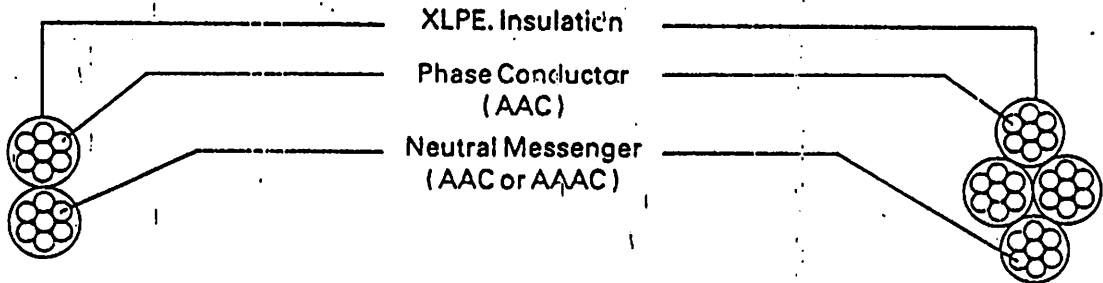 XLPE. Insulation
Phase Conductor
(AAC)
Neutral Messenger
(AAC or AAAC)